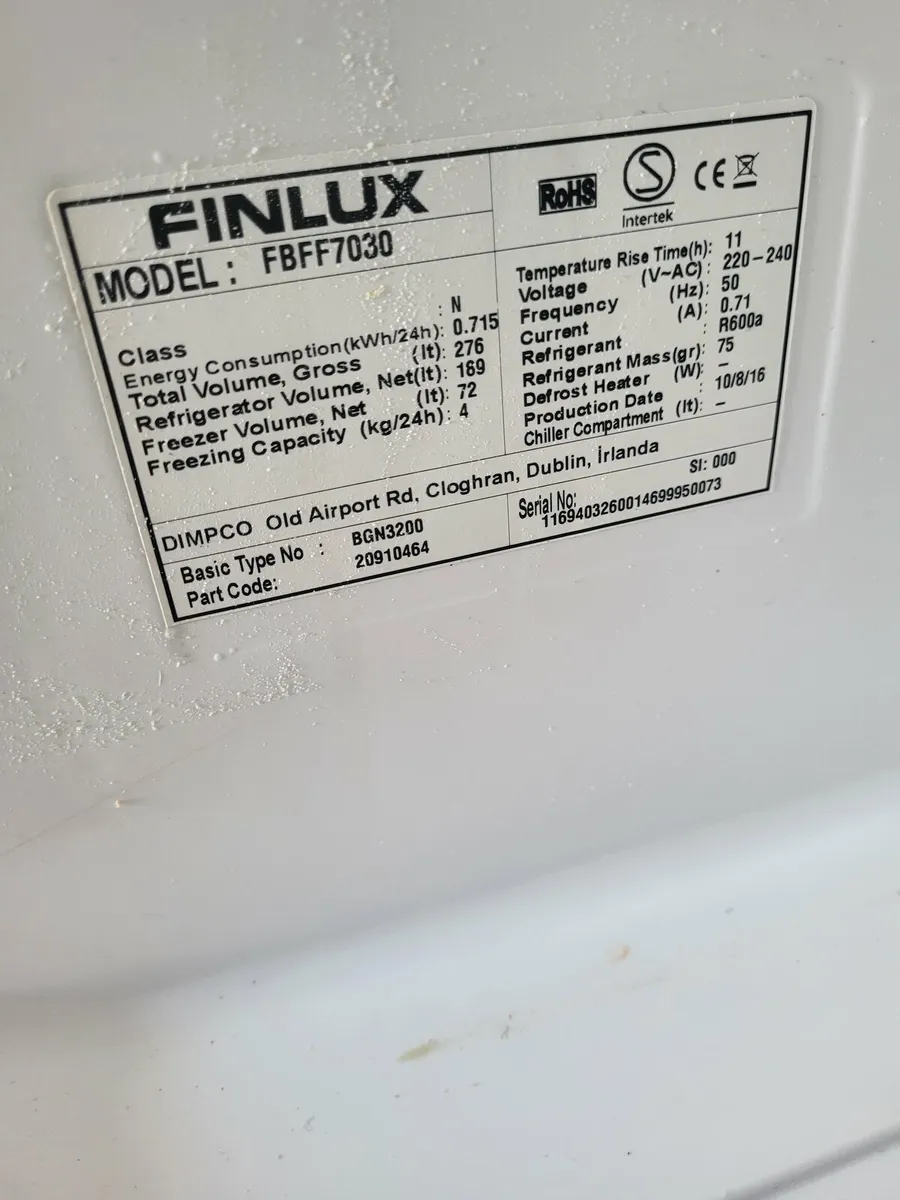 FINLUX
MODEL: FBFF7030
RoHS
S
Intertek
CE
Class : N
Energy Consumption(kWh/24h): 0.715
Total Volume, Gross (lt): 276
Refrigerator Volume, Net(lt): 169
Freezer Volume, Net (lt): 72
Freezing Capacity (kg/24h): 4
Temperature Rise Time(h): 11
Voltage (V~AC): 220-240
Frequency (Hz): 50
Current (A): 0.71
Refrigerant : R600a
Refrigerant Mass(gr): 75
Defrost Heater (W): -
Production Date : 10/8/16
Chiller Compartment (lt): -
DIMPCO Old Airport Rd, Cloghran, Dublin, İrlanda
Basic Type No : BGN3200
Part Code: 20910464
SI: 000
Serial No:
1169403260014699950073